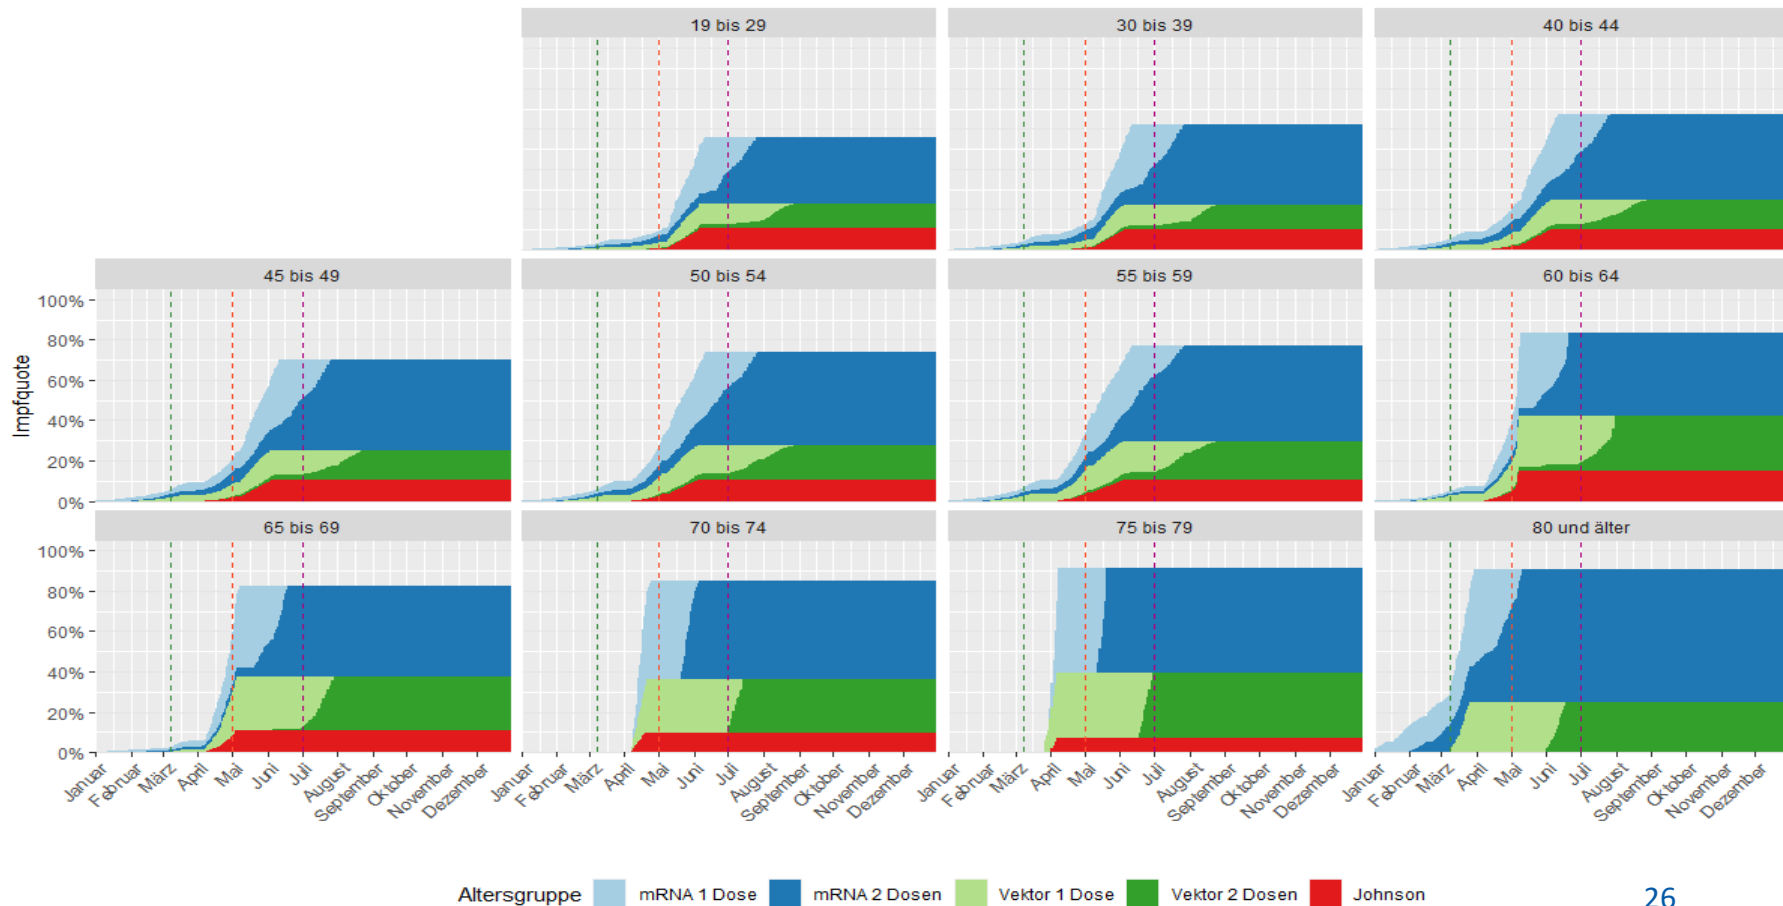 19 bis 29
30 bis 39
40 bis 44
45 bis 49
50 bis 54
55 bis 59
60 bis 64
Impfquote
100%
80%
60%
40%
20%
0%
65 bis 69
70 bis 74
75 bis 79
80 und älter
100%
80%
60%
40%
20%
0%
Januar
Februar
März
April
Mai
Juni
Juli
August
September
Oktober
November
Dezember
Januar
Februar
März
April
Mai
Juni
Juli
August
September
Oktober
November
Dezember
Januar
Februar
März
April
Mai
Juni
Juli
August
September
Oktober
November
Dezember
Januar
Februar
März
April
Mai
Juni
Juli
August
September
Oktober
November
Dezember
Altersgruppe mRNA 1 Dose mRNA 2 Dosen Vektor 1 Dose Vektor 2 Dosen Johnson
26